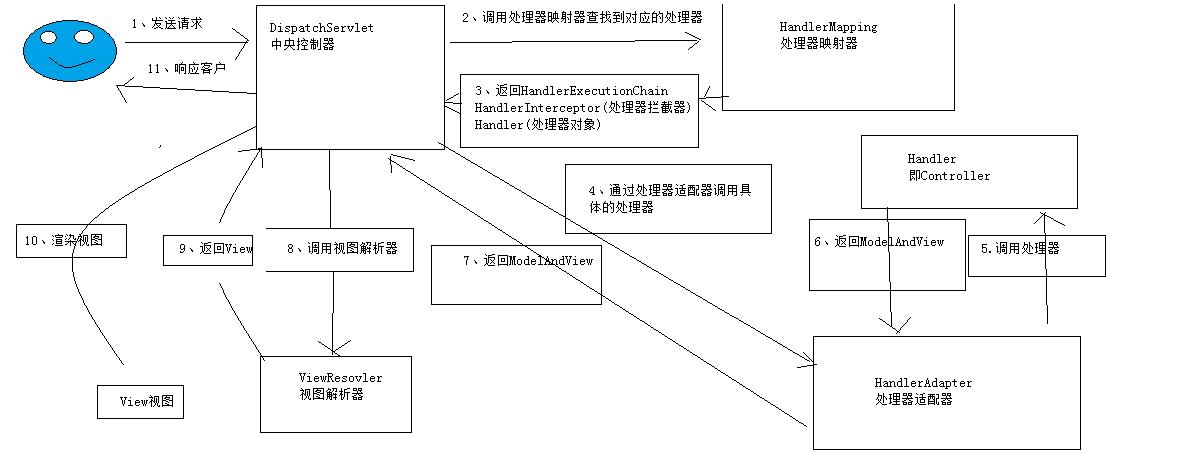 1、发送请求
DispatchServlet
中央控制器
2、调用处理器映射器查找到对应的处理器
HandlerMapping
处理器映射器
11、响应客户
3、返回HandlerExecutionChain
HandlerInterceptor(处理器拦截器)
Handler(处理器对象)
Handler
即Controller
4、通过处理器适配器调用具
体的处理器
10、渲染视图
9、返回View
8、调用视图解析器
7、返回ModelAndView
6、返回ModelAndView
5.调用处理器
View视图
ViewResovler
视图解析器
HandlerAdapter
处理器适配器